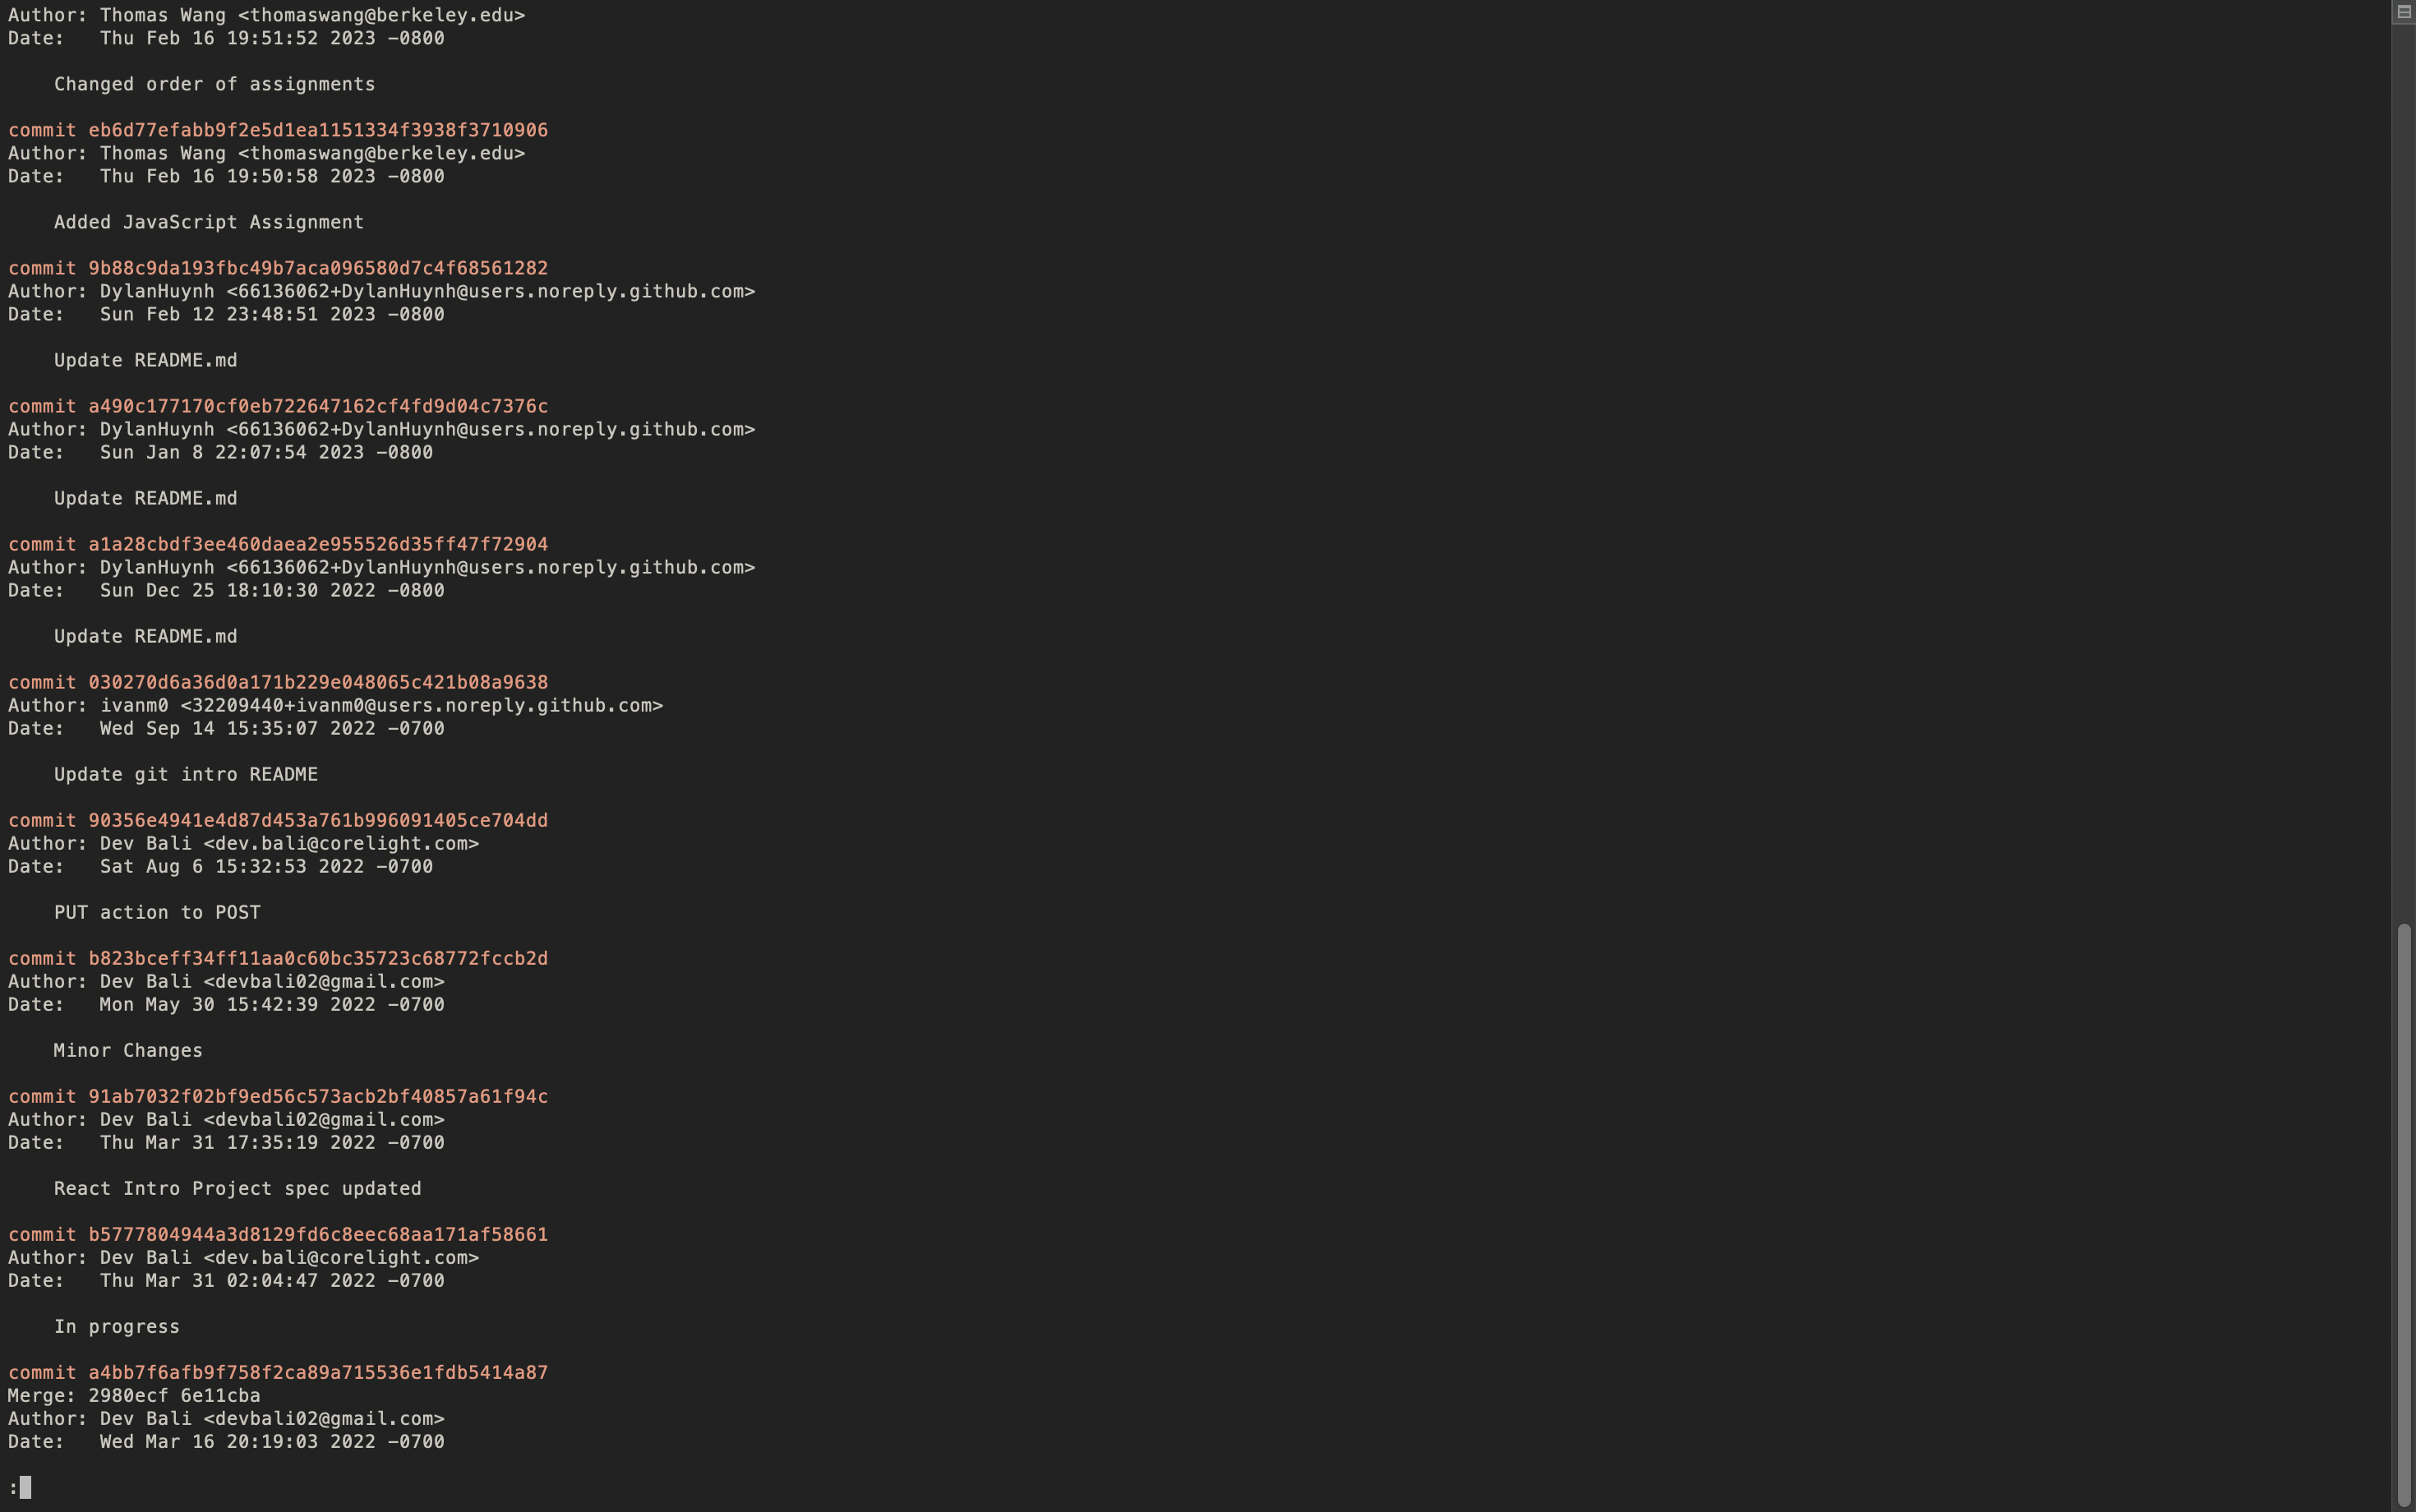 Author: Thomas Wang <thomaswang@berkeley.edu>
Date:   Thu Feb 16 19:51:52 2023 -0800
    Changed order of assignments
commit eb6d77efabb9f2e5d1ea1151334f3938f3710906
Author: Thomas Wang <thomaswang@berkeley.edu>
Date:   Thu Feb 16 19:50:58 2023 -0800
    Added JavaScript Assignment
commit 9b88c9da193fbc49b7aca096580d7c4f68561282
Author: DylanHuynh <66136062+DylanHuynh@users.noreply.github.com>
Date:   Sun Feb 12 23:48:51 2023 -0800
    Update README.md
commit a490c177170cf0eb722647162cf4fd9d04c7376c
Author: DylanHuynh <66136062+DylanHuynh@users.noreply.github.com>
Date:   Sun Jan 8 22:07:54 2023 -0800
    Update README.md
commit a1a28cbdf3ee460daea2e955526d35ff47f72904
Author: DylanHuynh <66136062+DylanHuynh@users.noreply.github.com>
Date:   Sun Dec 25 18:10:30 2022 -0800
    Update README.md
commit 030270d6a36d0a171b229e048065c421b08a9638
Author: ivanm0 <32209440+ivanm0@users.noreply.github.com>
Date:   Wed Sep 14 15:35:07 2022 -0700
    Update git intro README
commit 90356e4941e4d87d453a761b996091405ce704dd
Author: Dev Bali <dev.bali@corelight.com>
Date:   Sat Aug 6 15:32:53 2022 -0700
    PUT action to POST
commit b823bceff34ff11aa0c60bc35723c68772fccb2d
Author: Dev Bali <devbali02@gmail.com>
Date:   Mon May 30 15:42:39 2022 -0700
    Minor Changes
commit 91ab7032f02bf9ed56c573acb2bf40857a61f94c
Author: Dev Bali <devbali02@gmail.com>
Date:   Thu Mar 31 17:35:19 2022 -0700
    React Intro Project spec updated
commit b5777804944a3d8129fd6c8eec68aa171af58661
Author: Dev Bali <dev.bali@corelight.com>
Date:   Thu Mar 31 02:04:47 2022 -0700
    In progress
commit a4bb7f6afb9f758f2ca89a715536e1fdb5414a87
Merge: 2980ecf 6e11cba
Author: Dev Bali <devbali02@gmail.com>
Date:   Wed Mar 16 20:19:03 2022 -0700
: